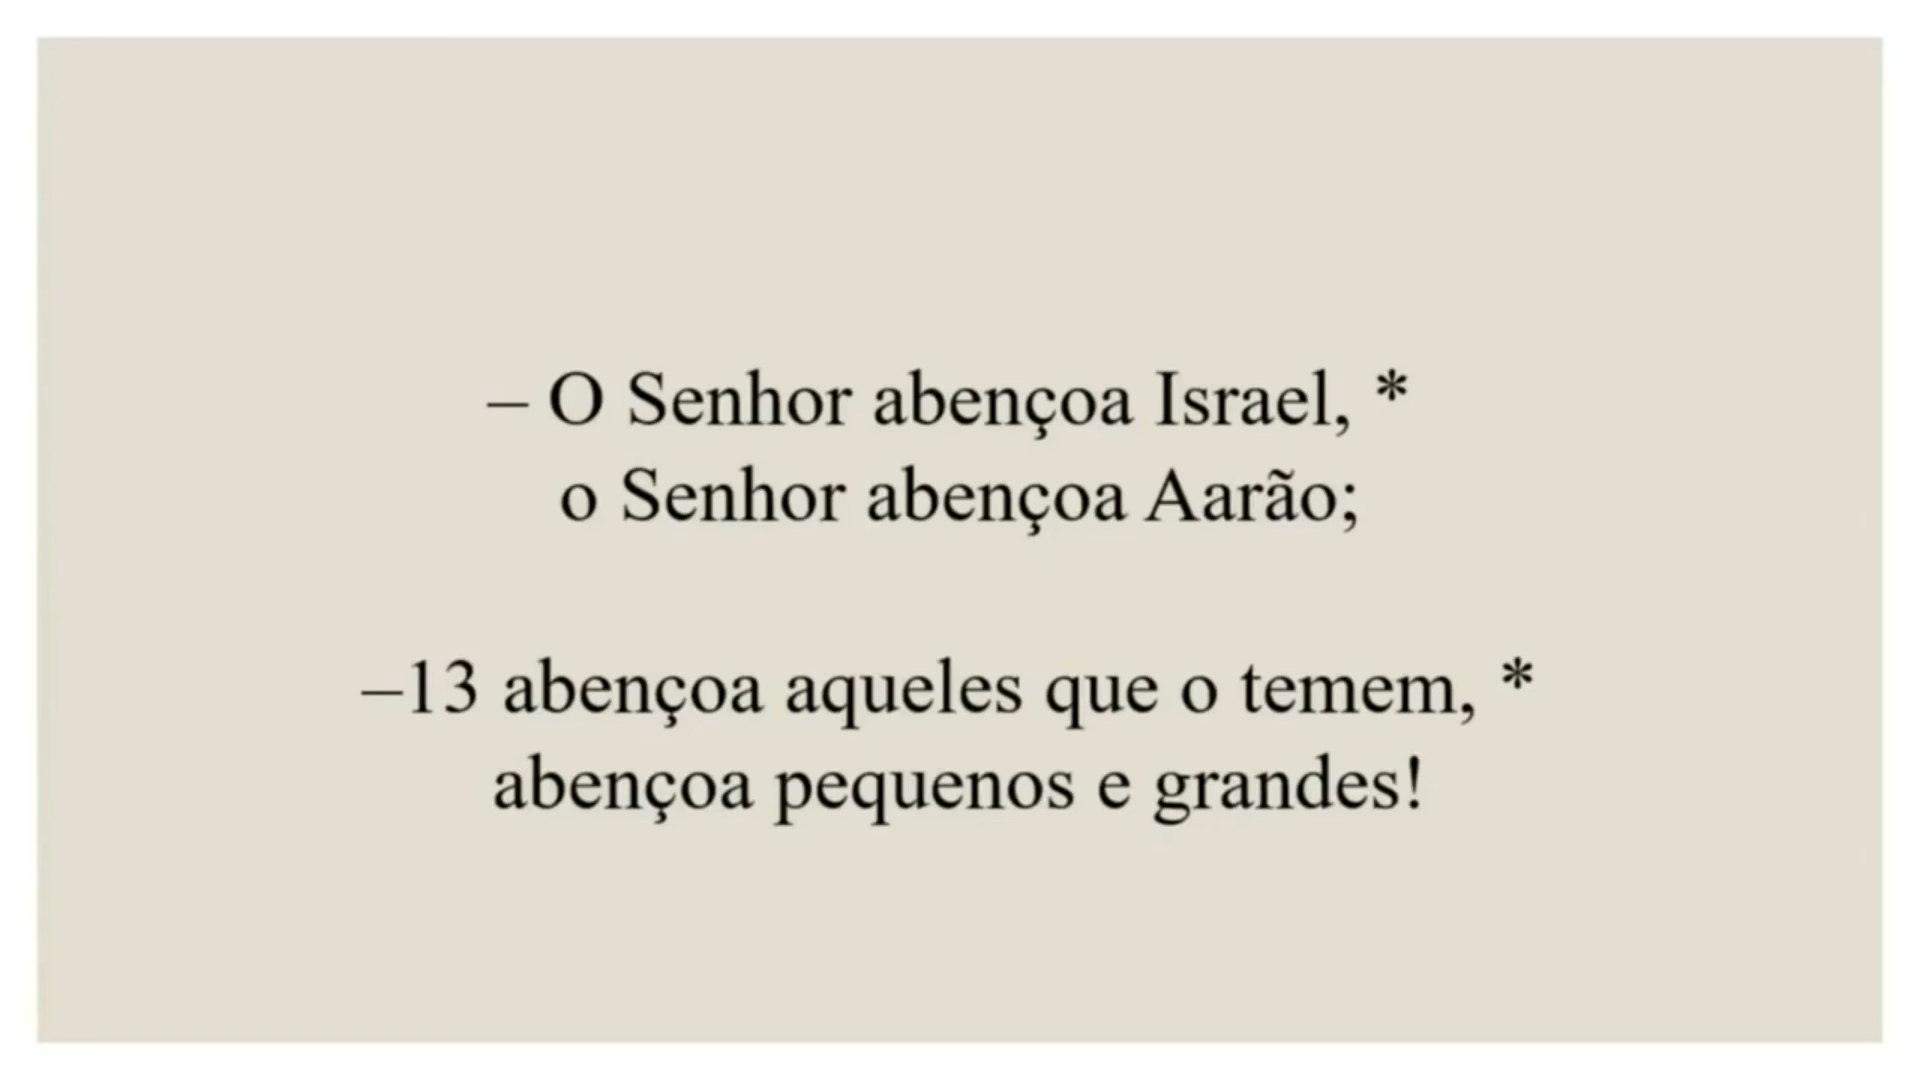 – O Senhor abençoa Israel, *
o Senhor abençoa Aarão;
–13 abençoa aqueles que o temem, *
abençoa pequenos e grandes!